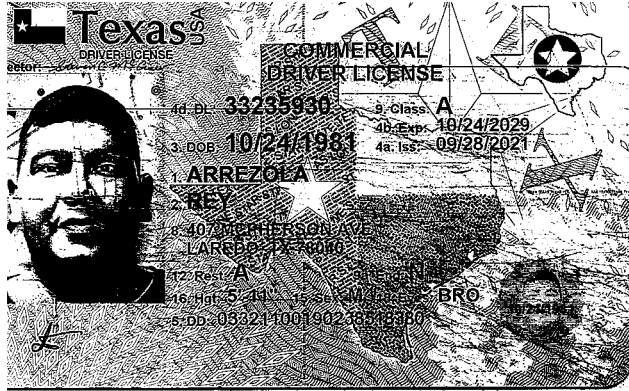 Texas USA
DRIVER LICENSE
COMMERCIAL
DRIVER LICENSE
4d. DL: 33235930
9. Class: A
4b. Exp: 10/24/2029
3. DOB: 10/24/1981
4a. Iss: 09/28/2021
1. ARREZOLA
2. REY
8. 407 MCPHERSON AVE
LAREDO, TX 78040
12. Rest: A
N
16. Hgt: 5'-11"
15. Sex: M
BRO
5. DD: